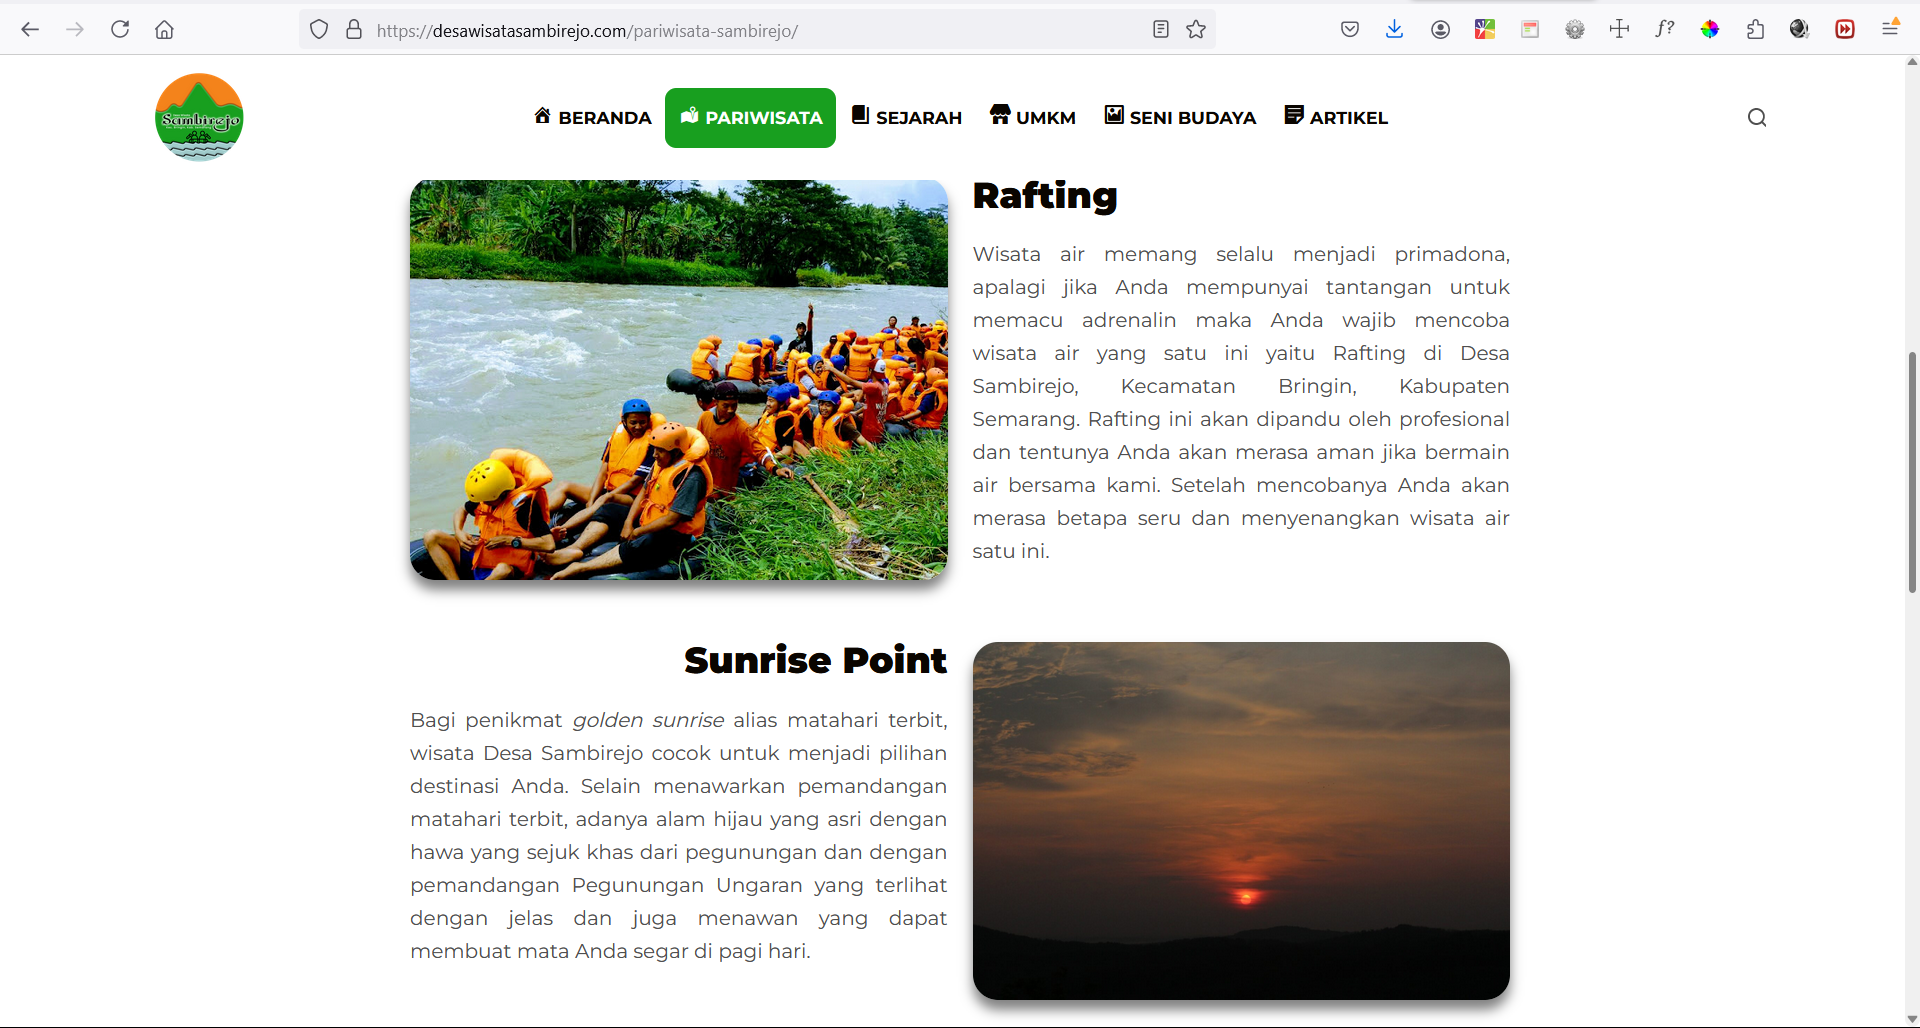 https://desawisatasambirejo.com/pariwisata-sambirejo/
f?
Sambirejo
BERANDA
PARIWISATA
SEJARAH
UMKM
SENI BUDAYA
ARTIKEL
Rafting
Wisata air memang selalu menjadi primadona,
apalagi jika Anda mempunyai tantangan untuk
memacu adrenalin maka Anda wajib mencoba
wisata air yang satu ini yaitu Rafting di Desa
Sambirejo, Kecamatan Bringin, Kabupaten
Semarang. Rafting ini akan dipandu oleh profesional
dan tentunya Anda akan merasa aman jika bermain
air bersama kami. Setelah mencobanya Anda akan
merasa betapa seru dan menyenangkan wisata air
satu ini.
Sunrise Point
Bagi penikmat golden sunrise alias matahari terbit,
wisata Desa Sambirejo cocok untuk menjadi pilihan
destinasi Anda. Selain menawarkan pemandangan
matahari terbit, adanya alam hijau yang asri dengan
hawa yang sejuk khas dari pegunungan dan dengan
pemandangan Pegunungan Ungaran yang terlihat
dengan jelas dan juga menawan yang dapat
membuat mata Anda segar di pagi hari.